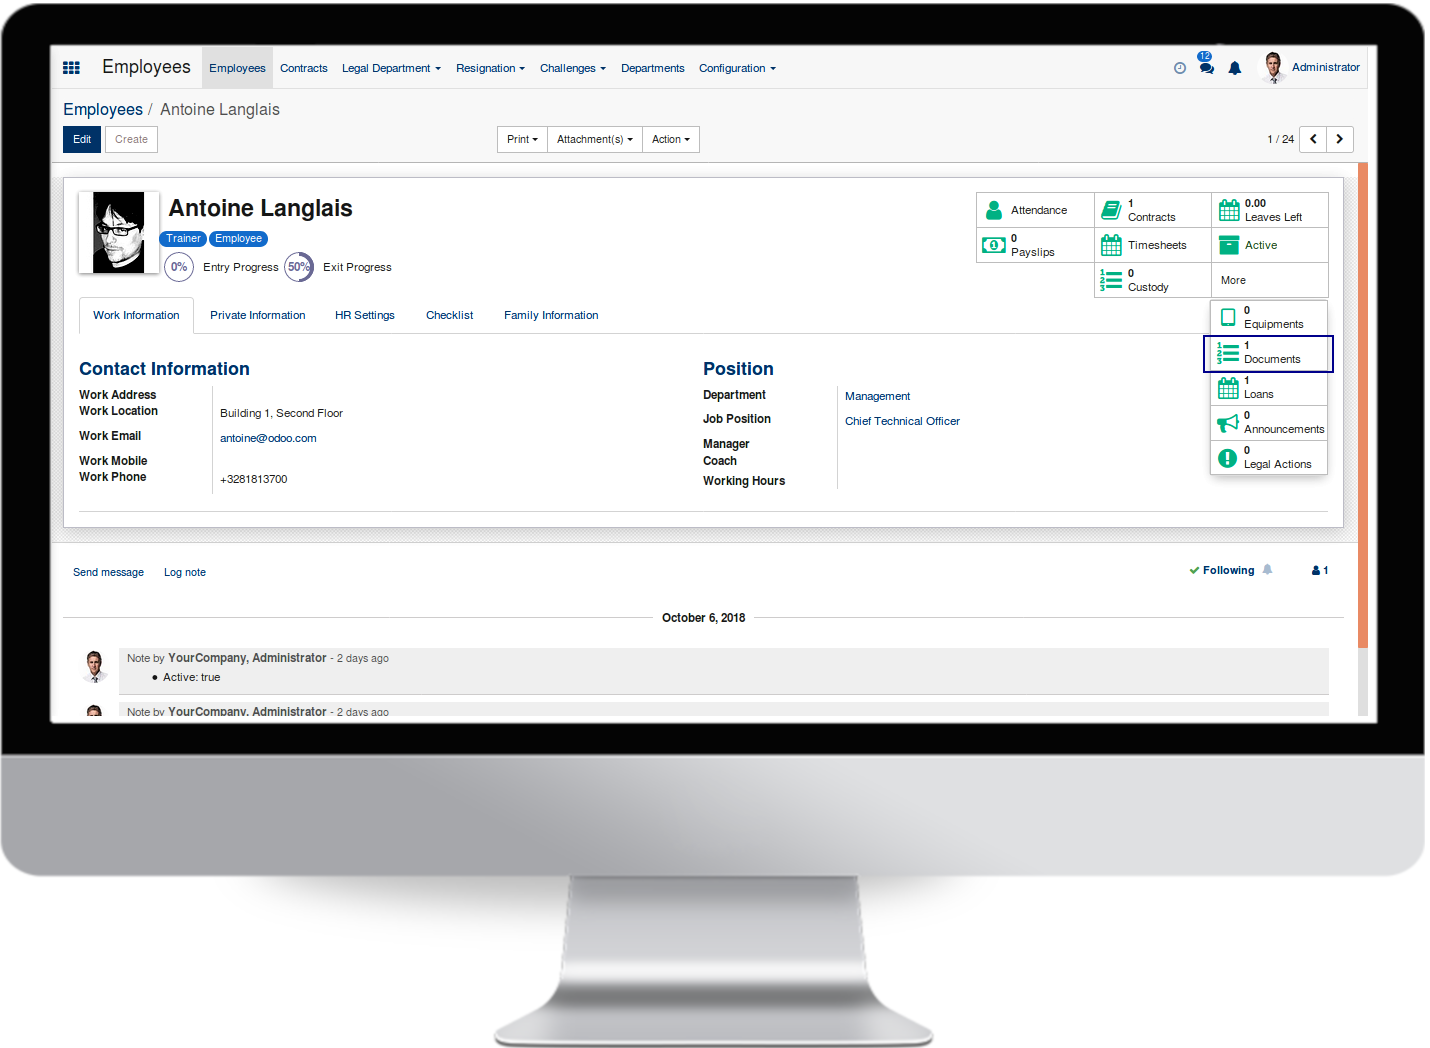 Employees Employees Contracts Legal Department Resignation Challenges Departments Configuration 12 Administrator
Employees / Antoine Langlais
Edit Create Print Attachment(s) Action 1 / 24
Antoine Langlais
Trainer Employee
0% Entry Progress 50% Exit Progress
Attendance
1
Contracts
0.00
Leaves Left
0
Payslips
Timesheets
Active
0
Custody
More
0
Equipments
1
Documents
1
Loans
0
Announcements
0
Legal Actions
Work Information Private Information HR Settings Checklist Family Information
Contact Information
Work Address
Work Location Building 1, Second Floor
Work Email antoine@odoo.com
Work Mobile
Work Phone +3281813700
Position
Department Management
Job Position Chief Technical Officer
Manager
Coach
Working Hours
Send message Log note Following 1
October 6, 2018
Note by YourCompany, Administrator - 2 days ago
• Active: true
Note by YourCompany, Administrator - 2 days ago